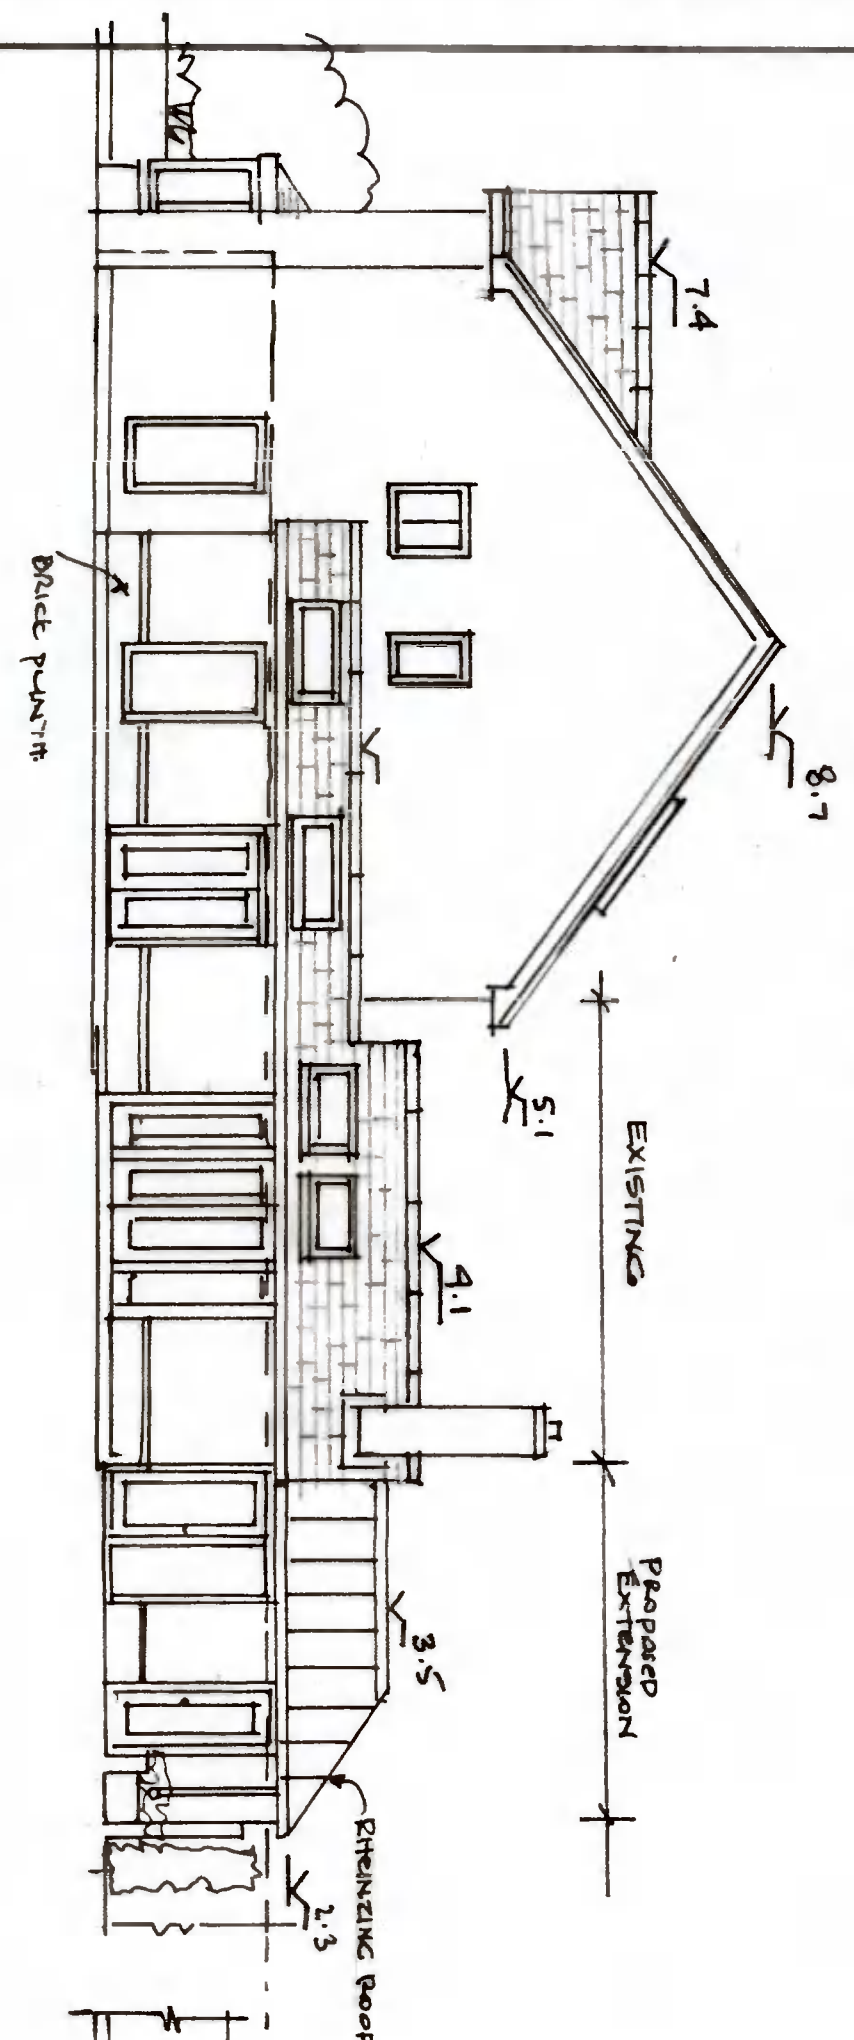 7.4
8.7
5.1
EXISTING
4.1
PROPOSED
EXTENSION
3.5
2.3
RHEINZINC ROOF
BRICK PLINTH.